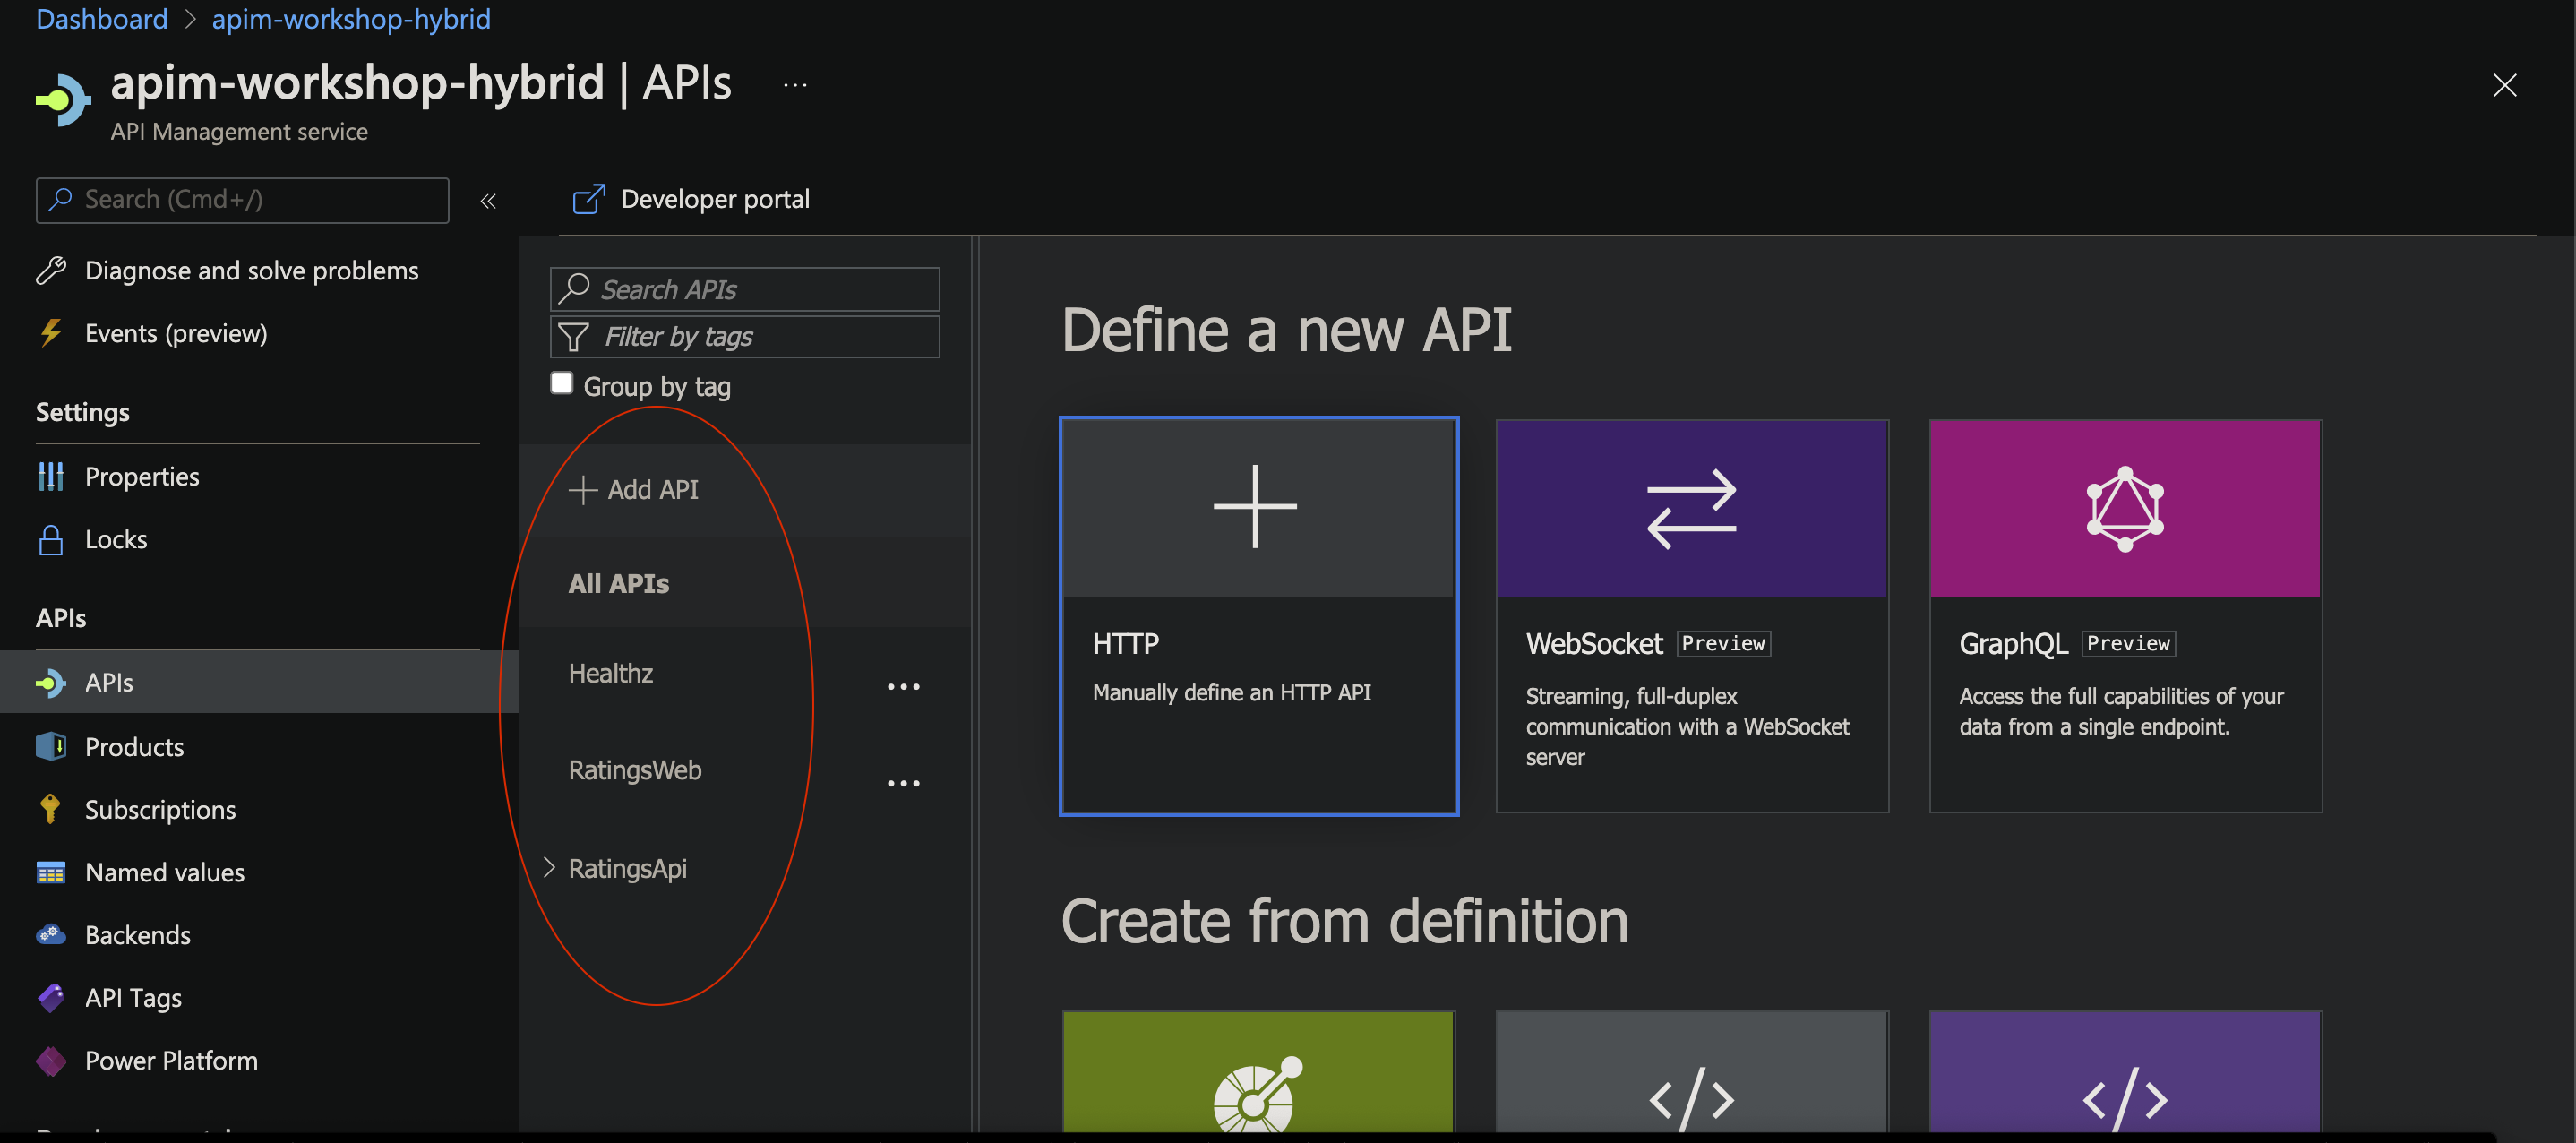 Dashboard > apim-workshop-hybrid
apim-workshop-hybrid | APIs ...
API Management service
Search (Cmd+/)
«
Developer portal
Diagnose and solve problems
Events (preview)
Settings
Properties
Locks
APIs
APIs
Products
Subscriptions
Named values
Backends
API Tags
Power Platform
Search APIs
Filter by tags
Group by tag
Add API
All APIs
Healthz
RatingsWeb
RatingsApi
Define a new API
HTTP
Manually define an HTTP API
WebSocket Preview
Streaming, full-duplex
communication with a WebSocket
server
GraphQL Preview
Access the full capabilities of your
data from a single endpoint.
Create from definition